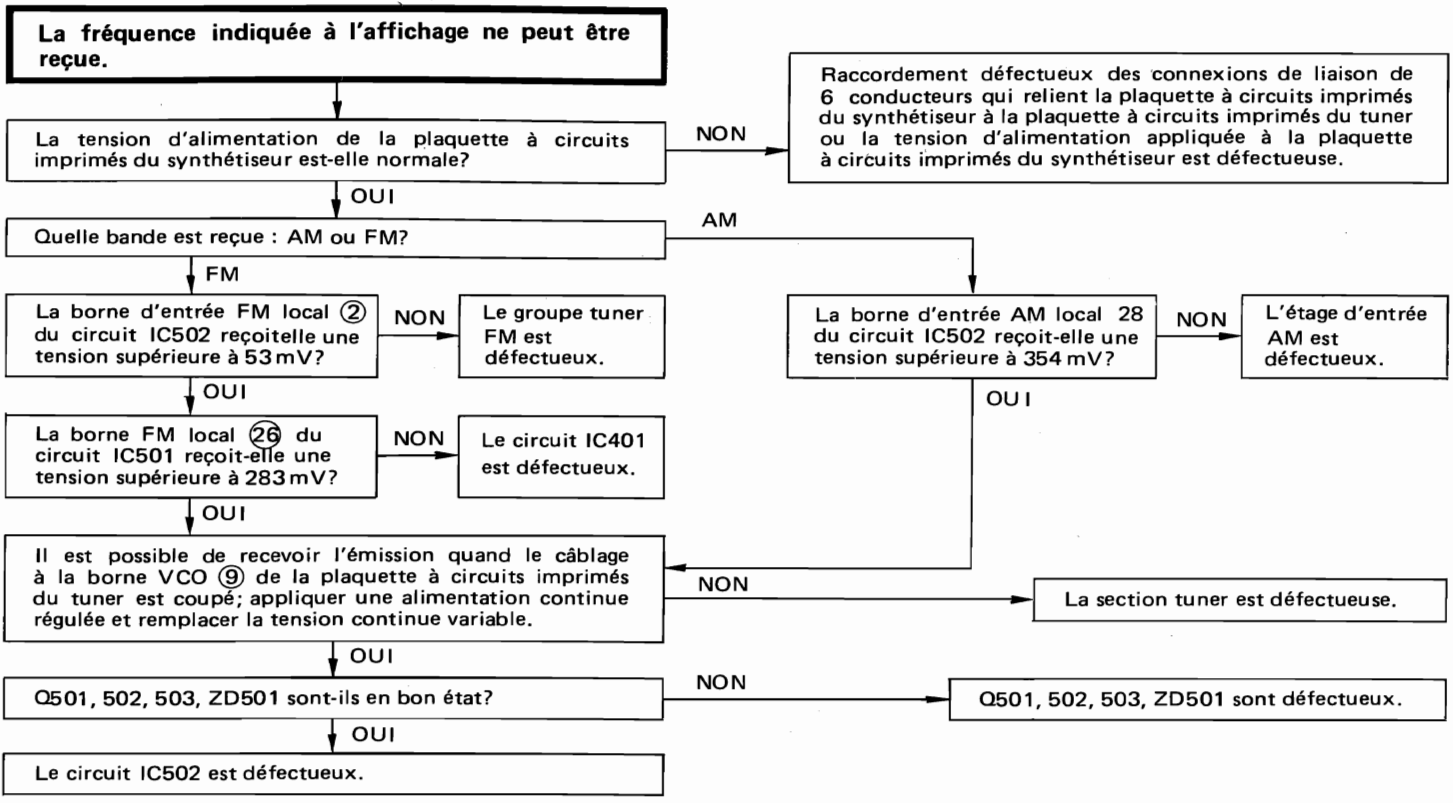 La fréquence indiquée à l'affichage ne peut être
reçue.
La tension d'alimentation de la plaquette à circuits
imprimés du synthétiseur est-elle normale?
NON
Raccordement défectueux des connexions de liaison de
6 conducteurs qui relient la plaquette à circuits imprimés
du synthétiseur à la plaquette à circuits imprimés du tuner
ou la tension d'alimentation appliquée à la plaquette
à circuits imprimés du synthétiseur est défectueuse.
OUI
Quelle bande est reçue : AM ou FM?
AM
FM
La borne d'entrée FM local ②
du circuit IC502 reçoitelle une
tension supérieure à 53 mV?
NON
Le groupe tuner
FM est
défectueux.
La borne d'entrée AM local 28
du circuit IC502 reçoit-elle une
tension supérieure à 354 mV?
NON
L'étage d'entrée
AM est
défectueux.
OUI
OUI
La borne FM local ㉖ du
circuit IC501 reçoit-elle une
tension supérieure à 283 mV?
NON
Le circuit IC401
est défectueux.
OUI
Il est possible de recevoir l'émission quand le câblage
à la borne VCO ⑨ de la plaquette à circuits imprimés
du tuner est coupé; appliquer une alimentation continue
régulée et remplacer la tension continue variable.
NON
La section tuner est défectueuse.
OUI
Q501, 502, 503, ZD501 sont-ils en bon état?
NON
Q501, 502, 503, ZD501 sont défectueux.
OUI
Le circuit IC502 est défectueux.